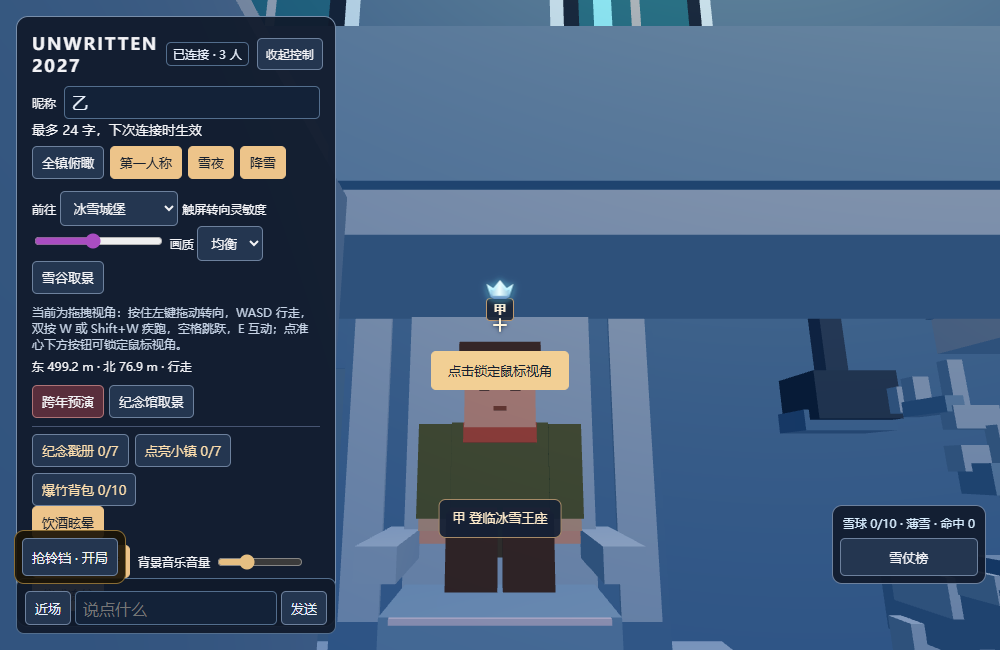 UNWRITTEN 2027
已连接 · 3 人
收起控制
昵称 乙
最多 24 字，下次连接时生效
全镇俯瞰 第一人称 雪夜 降雪
前往 冰雪城堡 触屏转向灵敏度
画质 均衡
雪谷取景
当前为拖拽视角：按住左键拖动转向，WASD 行走，
双按 W 或 Shift+W 疾跑，空格跳跃，E 互动；点准
心下方按钮可锁定鼠标视角。
东 499.2 m · 北 76.9 m · 行走
跨年预演 纪念馆取景
纪念戳册 0/7 点亮小镇 0/7
爆竹背包 0/10
饮酒眩晕
抢铃铛 · 开局 背景音乐音量
近场 说点什么 发送
甲
点击锁定鼠标视角
甲 登临冰雪王座
雪球 0/10 · 薄雪 · 命中 0
雪仗榜